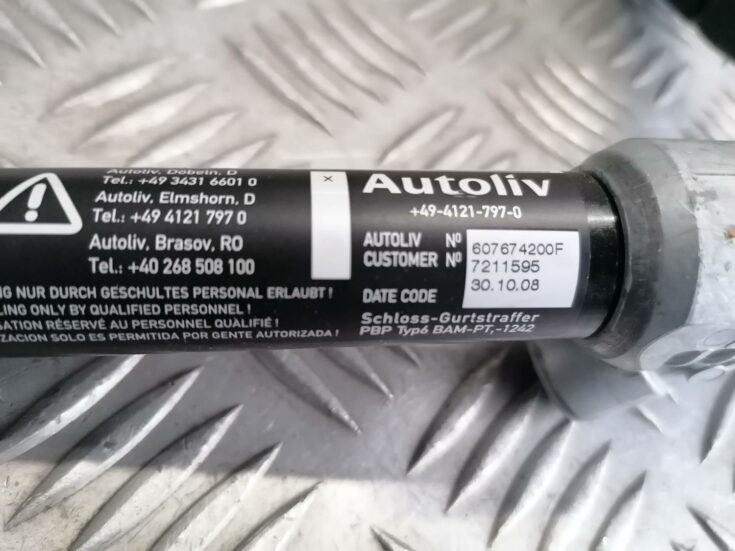 Autoliv, Döbeln, D
Tel.: +49 3431 6601 0
Autoliv, Elmshorn, D
Tel.: +49 4121 797 0
Autoliv, Brasov, RO
Tel.: +40 268 508 100
NUR DURCH GESCHULTES PERSONAL ERLAUBT !
ONLY BY QUALIFIED PERSONNEL !
RÉSERVÉ AU PERSONNEL QUALIFIÉ !
SOLO ES PERMITIDA POR GENTE AUTORIZADA !
x
Autoliv
+49-4121-797-0
AUTOLIV Nº 607674200F
CUSTOMER Nº 7211595
DATE CODE 30.10.08
Schloss-Gurtstraffer
PBP Typ6 BAM-PT,-1242